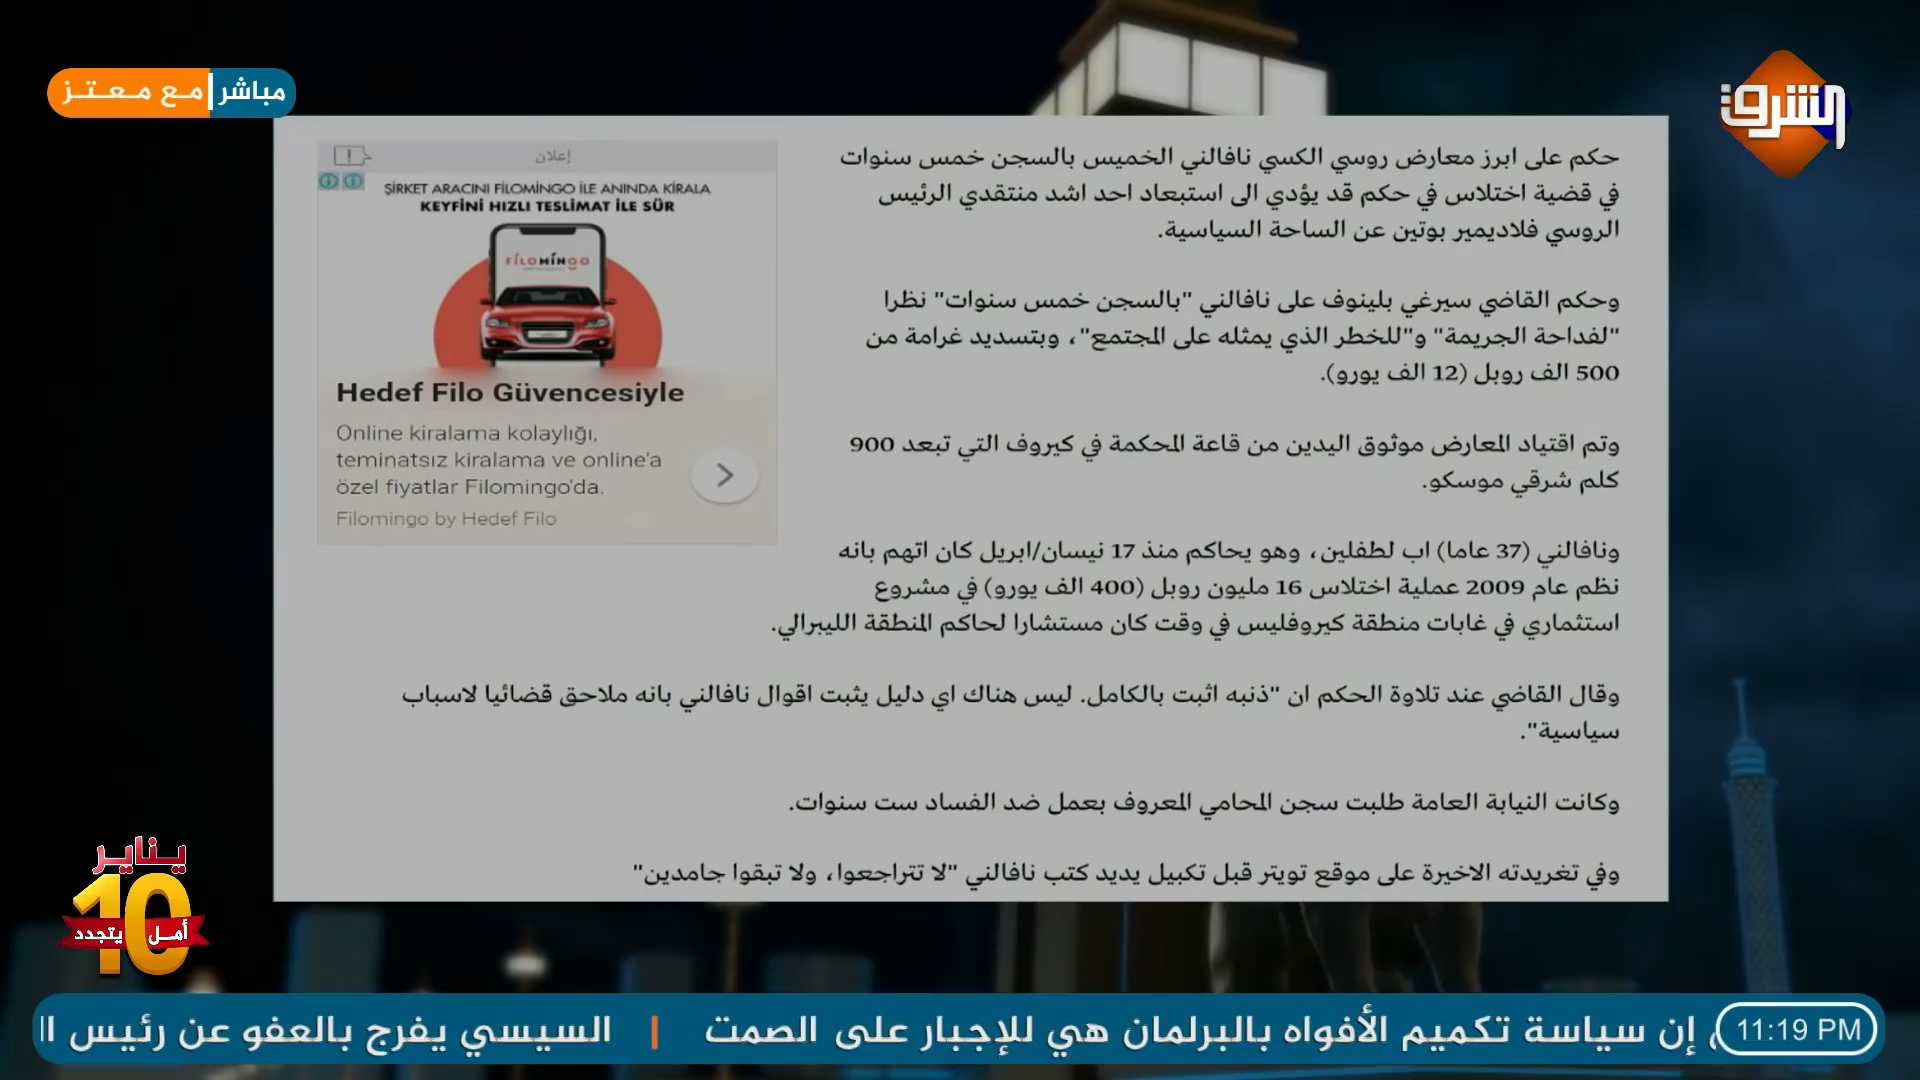 مباشر مع معتز
الشرق
إعلان
ŞİRKET ARACINI FİLOMİNGO İLE ANINDA KİRALA
KEYFİNİ HIZLI TESLİMAT İLE SÜR
FiLOMiNGO
Hedef Filo Güvencesiyle
Online kiralama kolaylığı,
teminatsız kiralama ve online'a
özel fiyatlar Filomingo'da.
Filomingo by Hedef Filo
حكم على ابرز معارض روسي الكسي نافالني الخميس بالسجن خمس سنوات
في قضية اختلاس في حكم قد يؤدي الى استبعاد احد اشد منتقدي الرئيس
الروسي فلاديمير بوتين عن الساحة السياسية.
وحكم القاضي سيرغي بلينوف على نافالني "بالسجن خمس سنوات" نظرا
"لفداحة الجريمة" و"للخطر الذي يمثله على المجتمع"، وبتسديد غرامة من
500 الف روبل (12 الف يورو).
وتم اقتياد المعارض موثوق اليدين من قاعة المحكمة في كيروف التي تبعد 900
كلم شرقي موسكو.
ونافالني (37 عاما) اب لطفلين، وهو يحاكم منذ 17 نيسان/ابريل كان اتهم بانه
نظم عام 2009 عملية اختلاس 16 مليون روبل (400 الف يورو) في مشروع
استثماري في غابات منطقة كيروفليس في وقت كان مستشارا لحاكم المنطقة الليبرالي.
وقال القاضي عند تلاوة الحكم ان "ذنبه اثبت بالكامل. ليس هناك اي دليل يثبت اقوال نافالني بانه ملاحق قضائيا لاسباب
سياسية".
وكانت النيابة العامة طلبت سجن المحامي المعروف بعمل ضد الفساد ست سنوات.
وفي تغريدته الاخيرة على موقع تويتر قبل تكبيل يديد كتب نافالني "لا تتراجعوا، ولا تبقوا جامدين"
يناير
10
أمل يتجدد
إن سياسة تكميم الأفواه بالبرلمان هي للإجبار على الصمت | السيسي يفرج بالعفو عن رئيس
11:19 PM